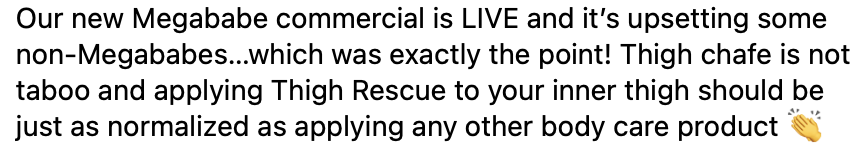 Our new Megababe commercial is LIVE and it’s upsetting some
non-Megababes...which was exactly the point! Thigh chafe is not
taboo and applying Thigh Rescue to your inner thigh should be
just as normalized as applying any other body care product 👏